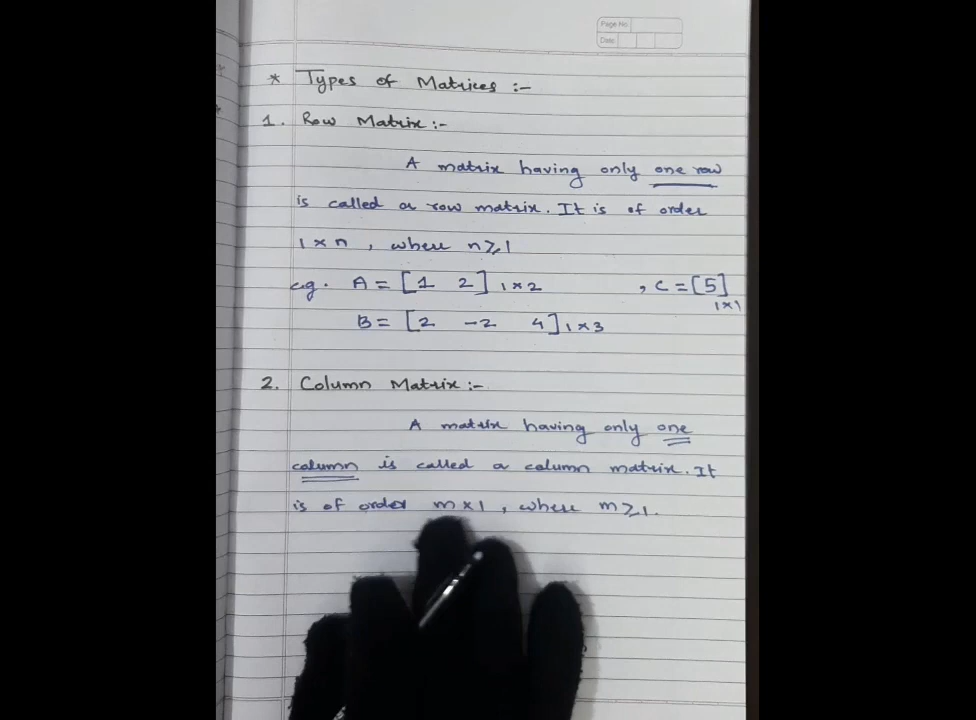 Page No.
Date:
* Types of Matrices :-
1. Row Matrix :-
A matrix having only one row
is called a row matrix. It is of order
1 × n , where n ≥ 1
e.g. A = [1 2] 1×2 , C = [5] 1×1
B = [2 -2 4] 1×3
2. Column Matrix :-
A matrix having only one
column is called a column matrix. It
is of order m × 1 , where m ≥ 1.